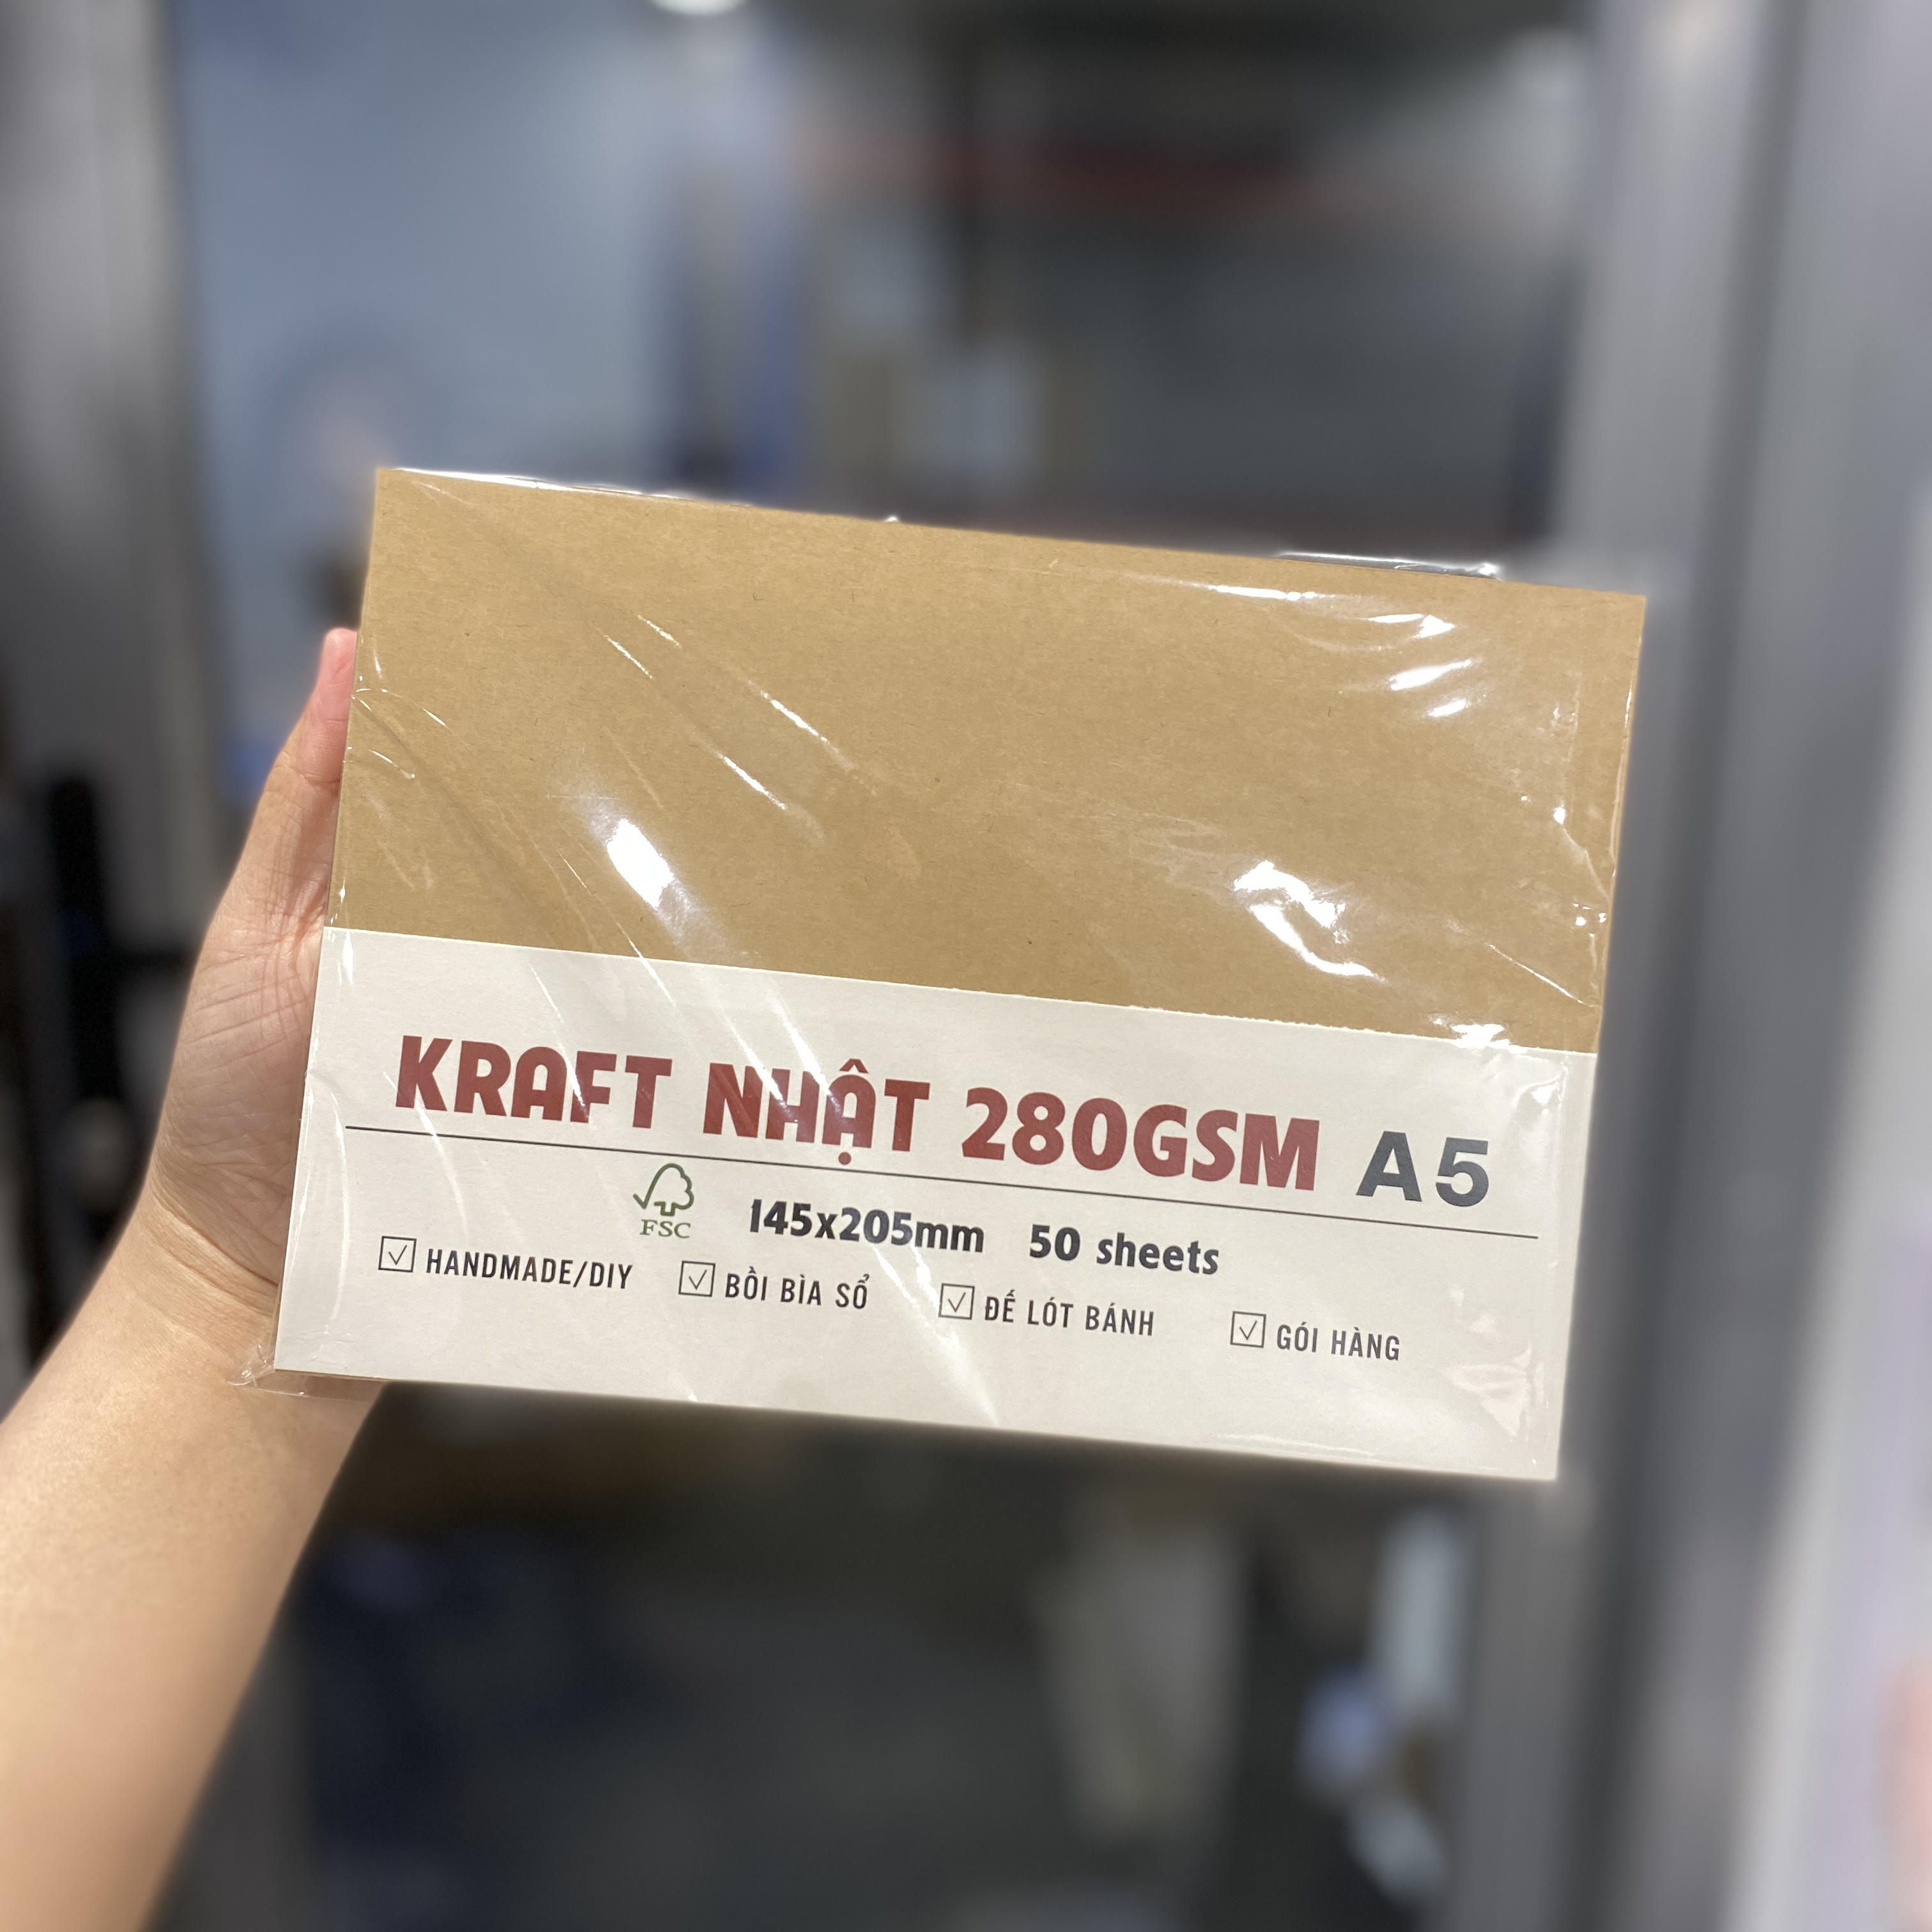 KRAFT NHẬT 280GSM A5
FSC 145x205mm 50 sheets
HANDMADE/DIY BỒI BÌA SỔ ĐẾ LÓT BÁNH GÓI HÀNG